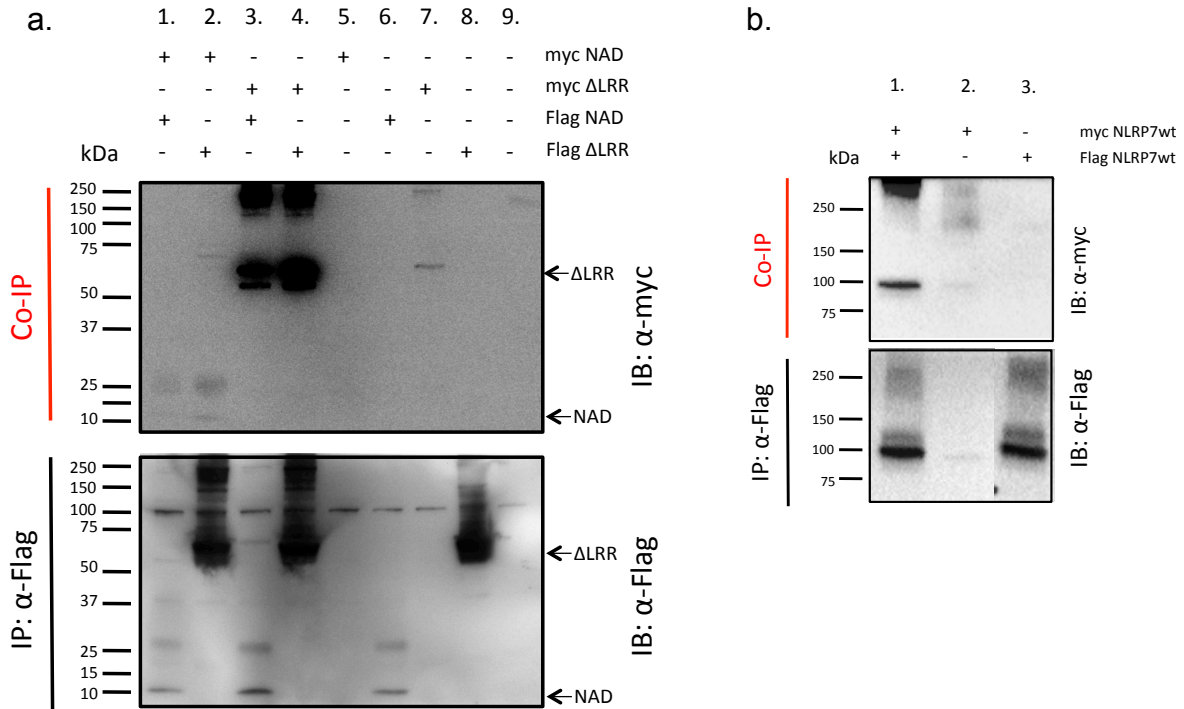 a.
1. 2. 3. 4. 5. 6. 7. 8. 9.
+ + - - + - - - - myc NAD
- - + + - - + - - myc ΔLRR
+ - + - - + - - - Flag NAD
kDa - + - + - - - + - Flag ΔLRR
Co-IP
250
150
100
75
50
37
25
10
ΔLRR
NAD
IB: α-myc
IP: α-Flag
250
150
100
75
50
37
25
15
10
ΔLRR
NAD
IB: α-Flag
b.
1. 2. 3.
+ + - myc NLRP7wt
kDa + - + Flag NLRP7wt
Co-IP
250
150
100
75
IB: α-myc
IP: α-Flag
250
150
100
75
IB: α-Flag